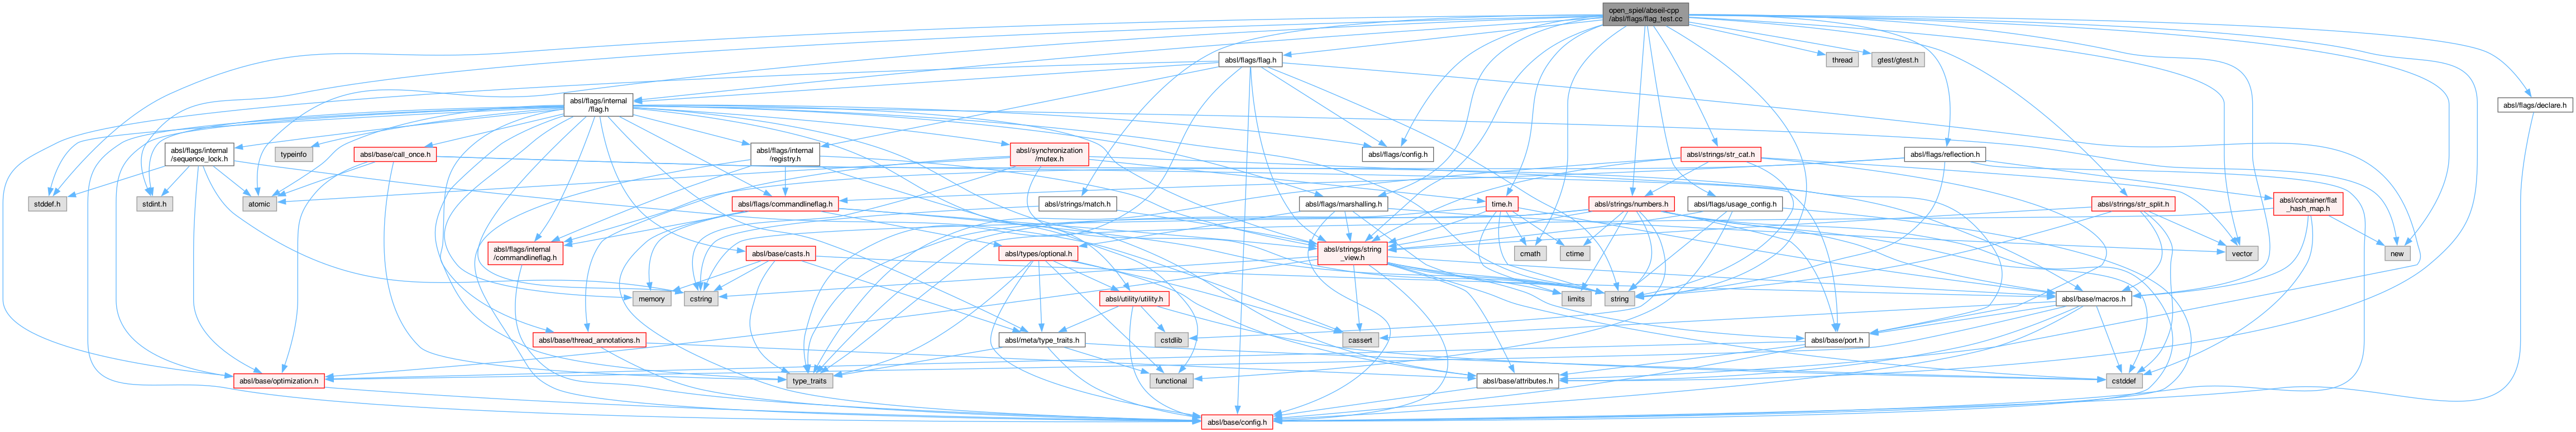 open_spiel/abseil-cpp
/absl/flags/flag_test.cc
absl/flags/flag.h
thread
gtest/gtest.h
absl/flags/internal
/flag.h
absl/flags/declare.h
absl/flags/internal
/sequence_lock.h
typeinfo
absl/base/call_once.h
absl/flags/internal
/registry.h
absl/synchronization
/mutex.h
absl/flags/config.h
absl/strings/str_cat.h
absl/flags/reflection.h
stddef.h
stdint.h
atomic
absl/flags/commandlineflag.h
absl/strings/match.h
absl/flags/marshalling.h
time.h
absl/strings/numbers.h
absl/flags/usage_config.h
absl/strings/str_split.h
absl/container/flat
_hash_map.h
absl/flags/internal
/commandlineflag.h
absl/base/casts.h
absl/types/optional.h
absl/strings/string
_view.h
cmath
ctime
vector
new
memory
cstring
absl/utility/utility.h
limits
string
absl/base/macros.h
absl/base/thread_annotations.h
absl/meta/type_traits.h
cstdlib
cassert
absl/base/port.h
absl/base/optimization.h
type_traits
functional
absl/base/attributes.h
cstddef
absl/base/config.h